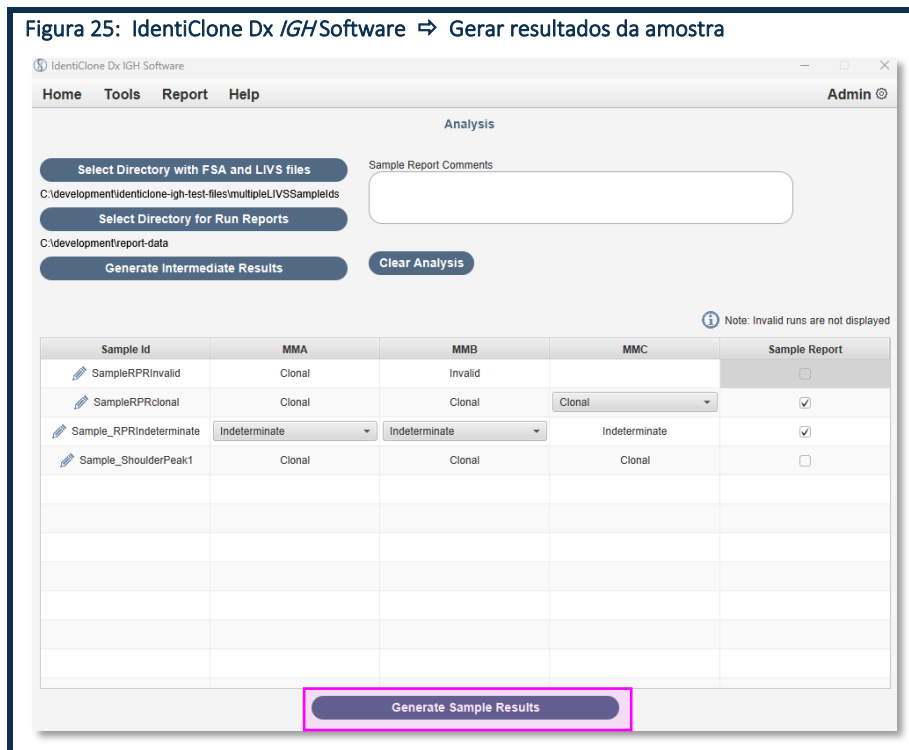 Figura 25: IdentiClone Dx IGH Software ⇨ Gerar resultados da amostra
IdentiClone Dx IGH Software
Home Tools Report Help Admin
Analysis
Select Directory with FSA and LIVS files
Sample Report Comments
C:\development\identiclone-igh-test-files\multipleLIVSSampleIds
Select Directory for Run Reports
C:\development\report-data
Generate Intermediate Results
Clear Analysis
Note: Invalid runs are not displayed
Sample Id MMA MMB MMC Sample Report
SampleRPRInvalid Clonal Invalid
SampleRPRclonal Clonal Clonal Clonal
Sample_RPRIndeterminate Indeterminate Indeterminate Indeterminate
Sample_ShoulderPeak1 Clonal Clonal Clonal
Generate Sample Results